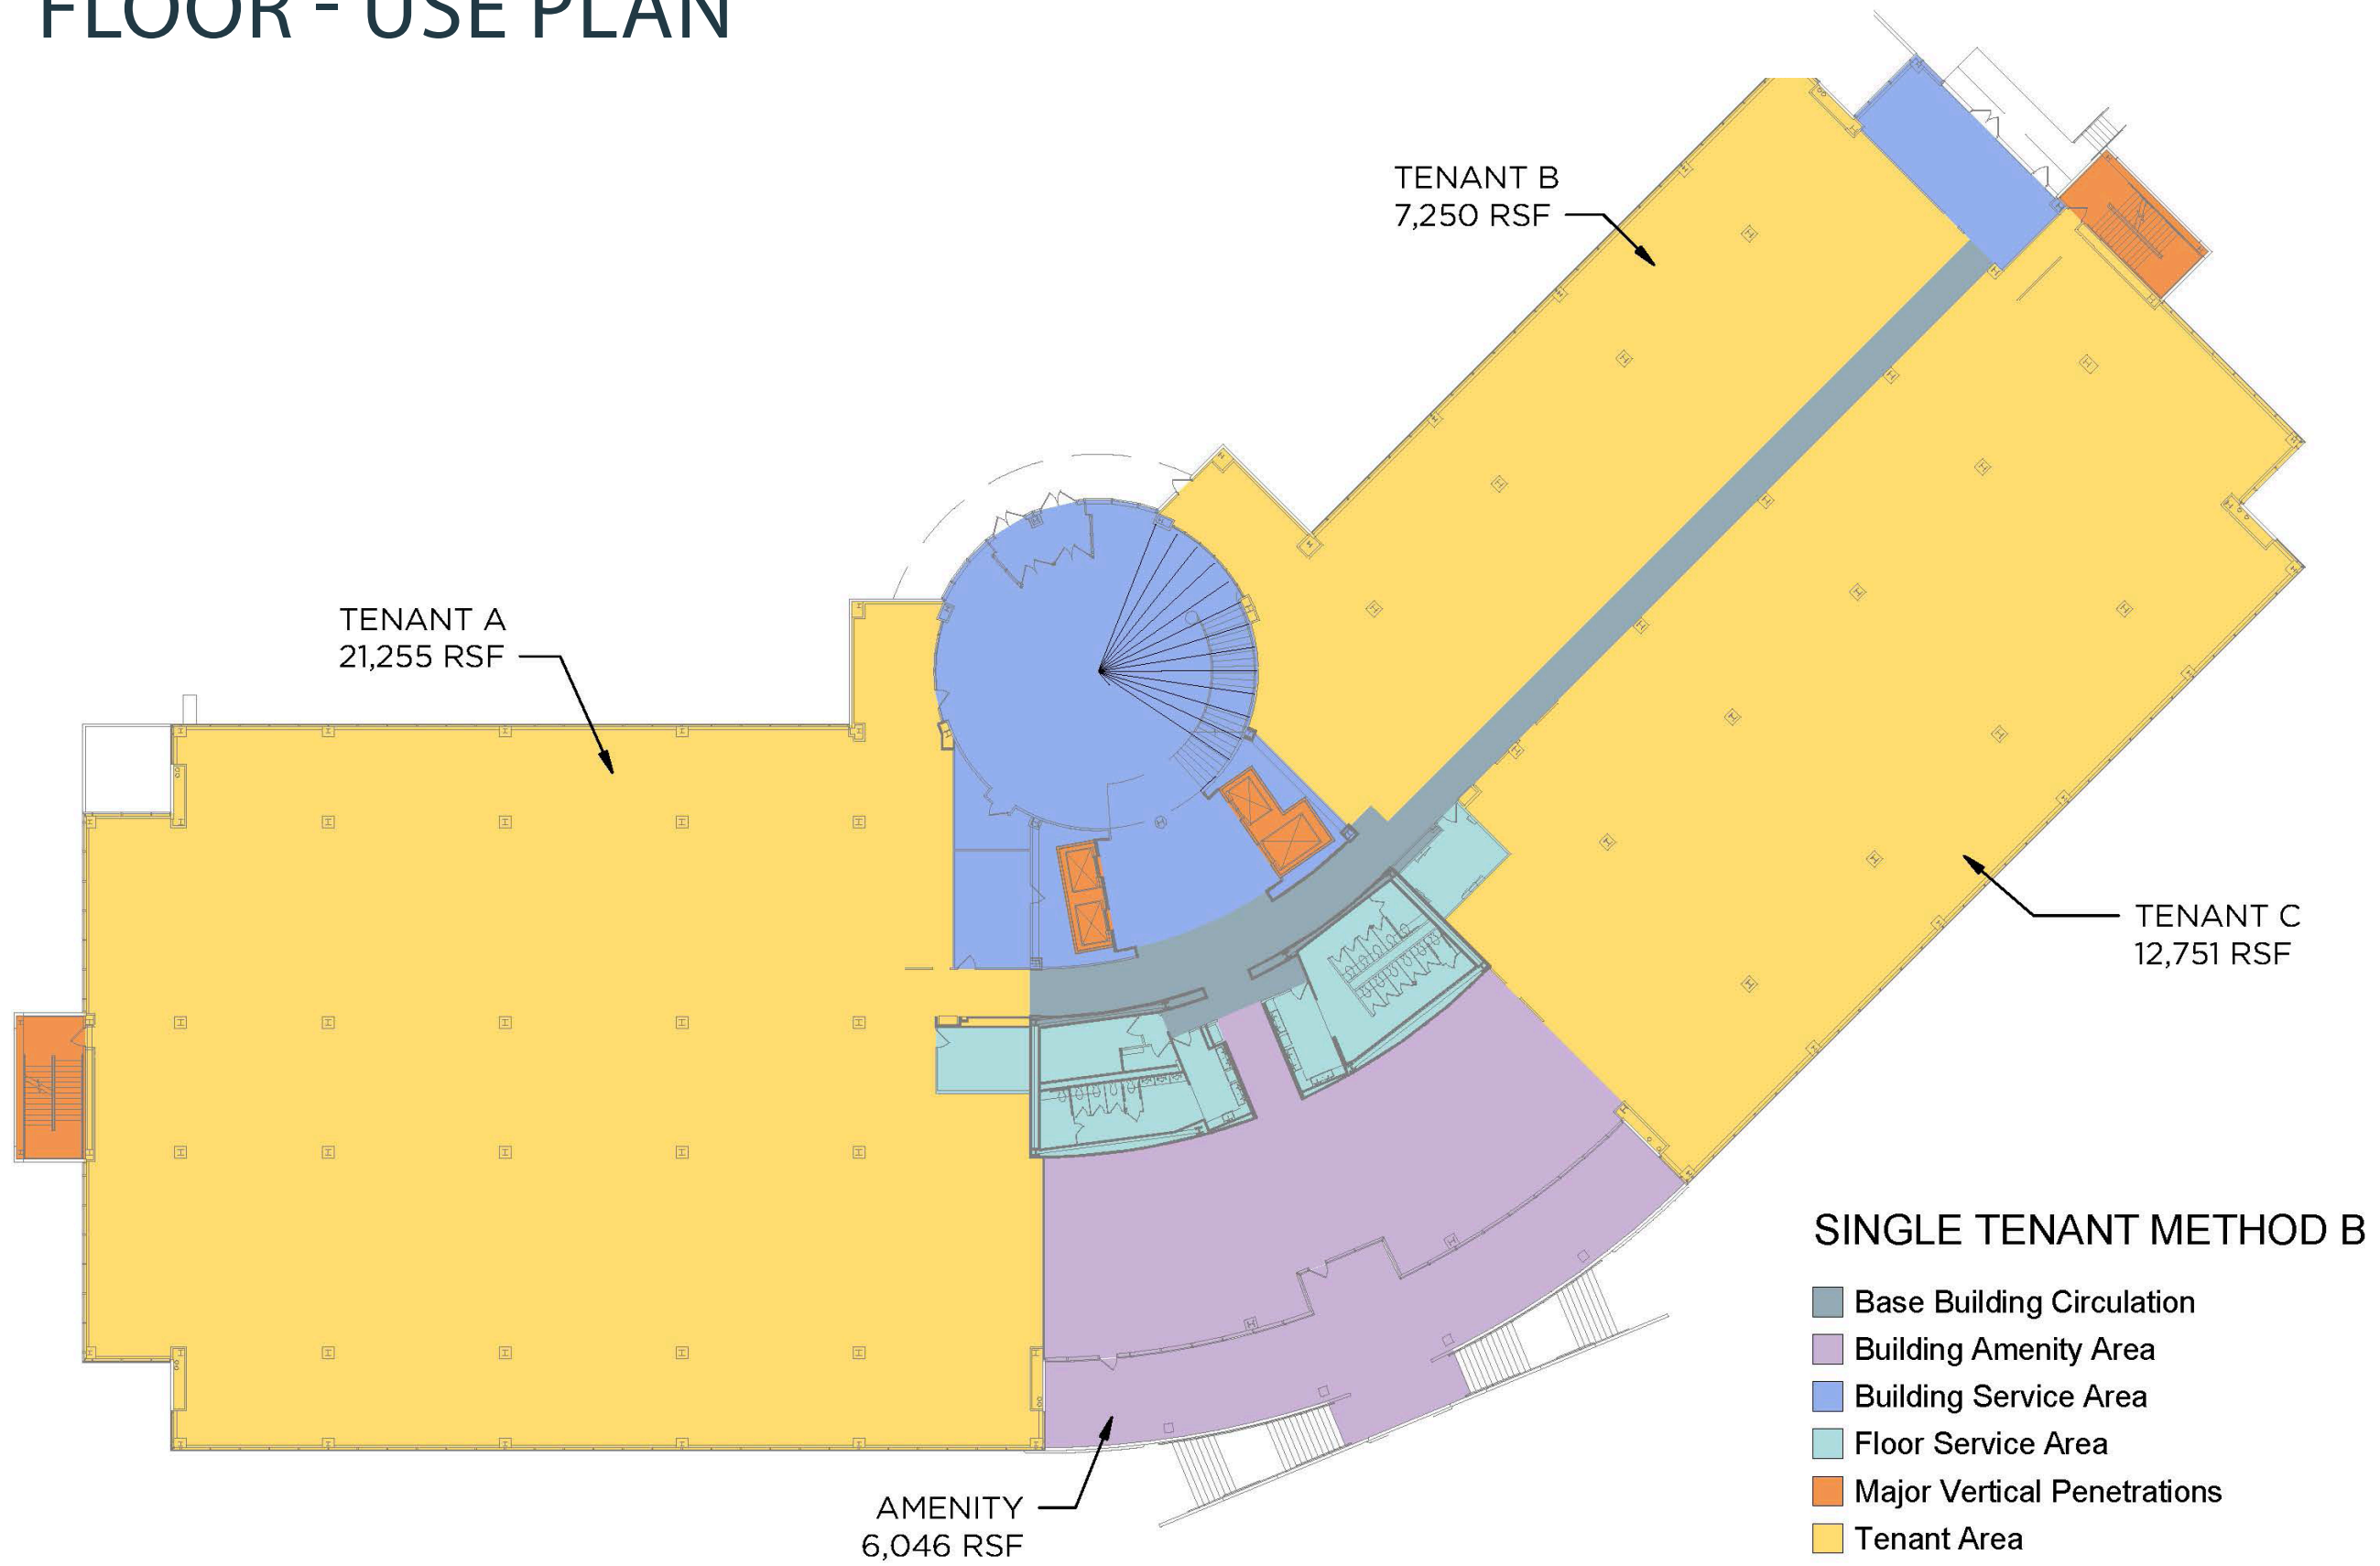 FLOOR - USE PLAN
TENANT B
7,250 RSF
TENANT A
21,255 RSF
TENANT C
12,751 RSF
AMENITY
6,046 RSF
SINGLE TENANT METHOD B
Base Building Circulation
Building Amenity Area
Building Service Area
Floor Service Area
Major Vertical Penetrations
Tenant Area